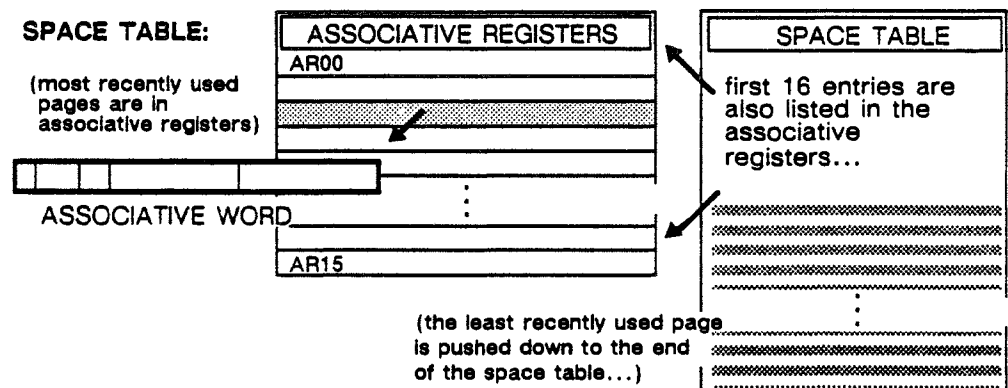 SPACE TABLE:
(most recently used
pages are in
associative registers)
ASSOCIATIVE WORD
ASSOCIATIVE REGISTERS
AR00
AR15
SPACE TABLE
first 16 entries are
also listed in the
associative
registers...
(the least recently used page
is pushed down to the end
of the space table...)